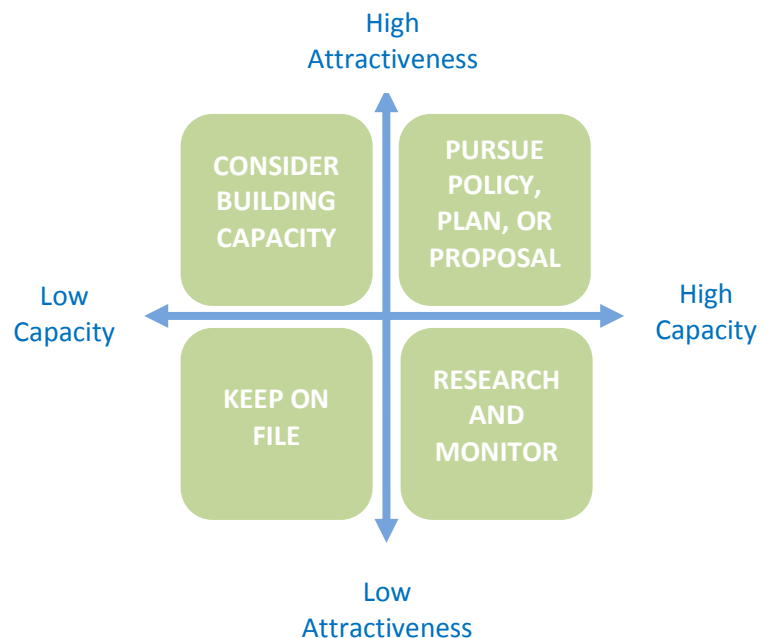 High
Attractiveness
CONSIDER
BUILDING
CAPACITY
PURSUE
POLICY,
PLAN, OR
PROPOSAL
Low
Capacity
High
Capacity
KEEP ON
FILE
RESEARCH
AND
MONITOR
Low
Attractiveness